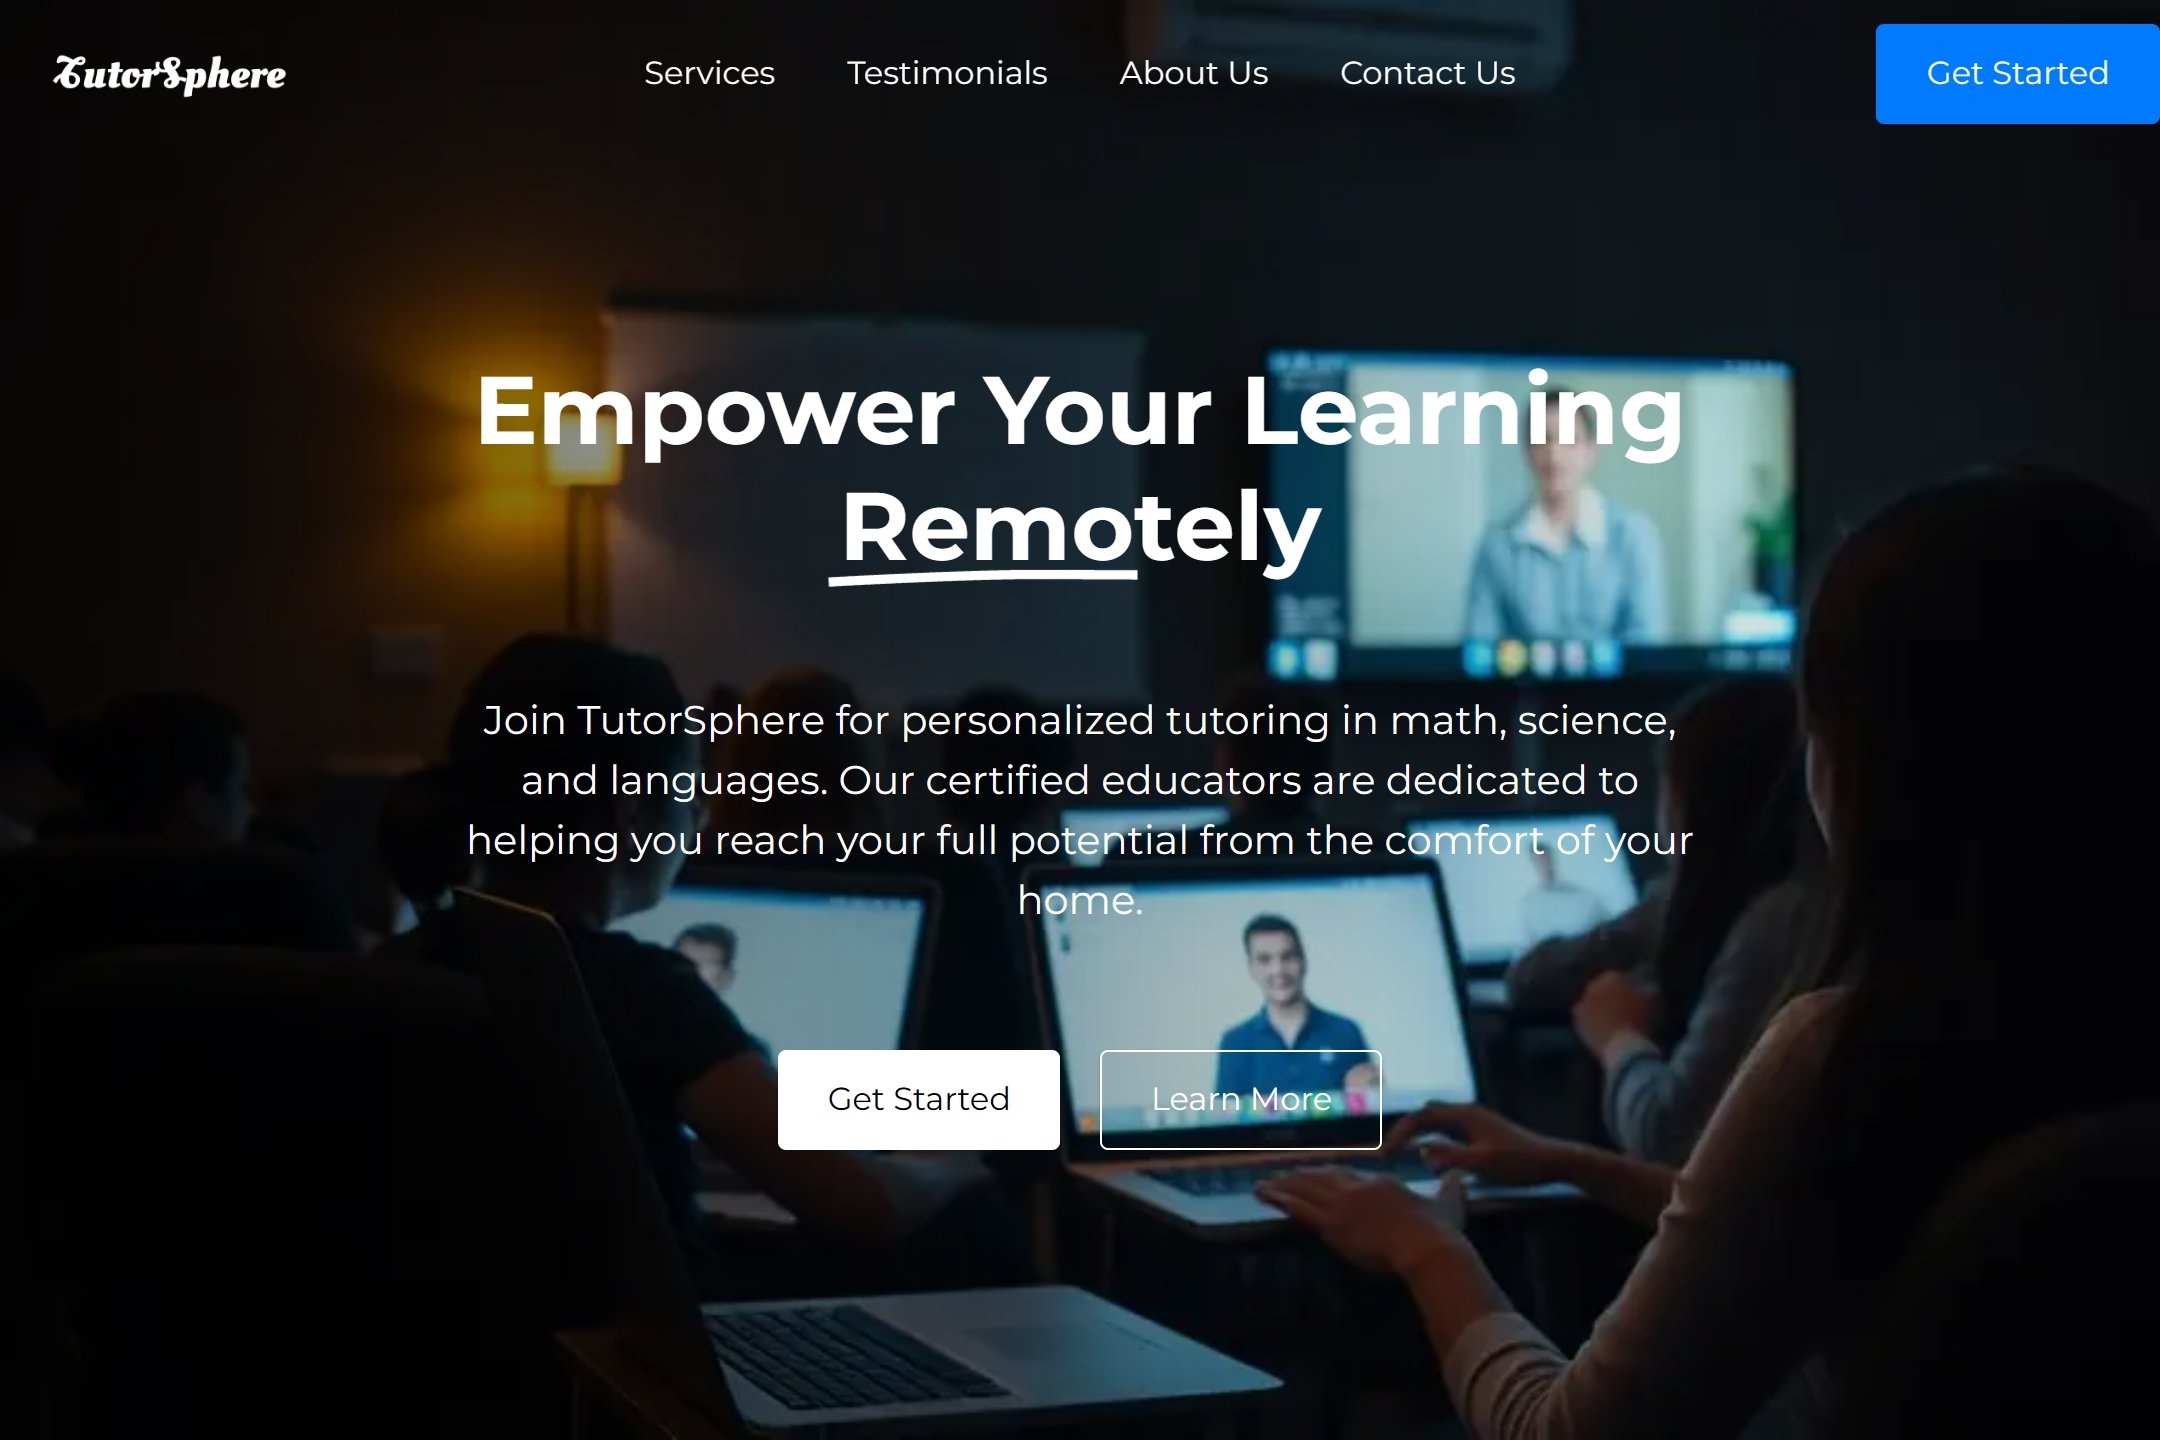 TutorSphere
Services
Testimonials
About Us
Contact Us
Get Started
Empower Your Learning
Remotely
Join TutorSphere for personalized tutoring in math, science,
and languages. Our certified educators are dedicated to
helping you reach your full potential from the comfort of your
home.
Get Started
Learn More